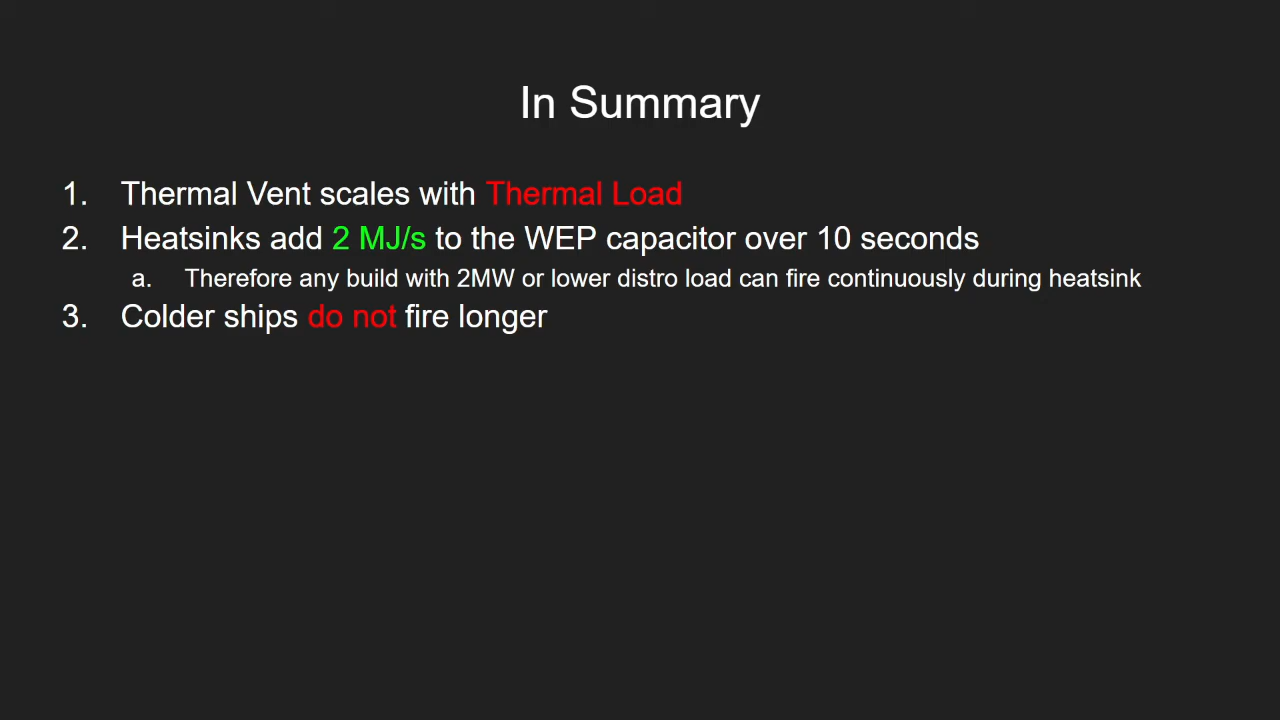 In Summary
1. Thermal Vent scales with Thermal Load
2. Heatsinks add 2 MJ/s to the WEP capacitor over 10 seconds
a. Therefore any build with 2MW or lower distro load can fire continuously during heatsink
3. Colder ships do not fire longer